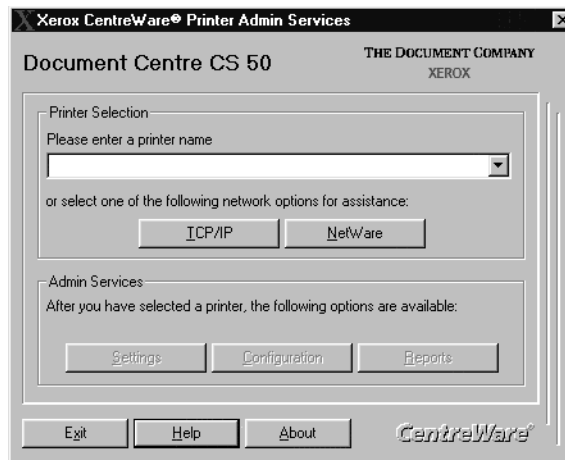 Xerox CentreWare® Printer Admin Services
Document Centre CS 50
THE DOCUMENT COMPANY
XEROX
Printer Selection
Please enter a printer name
or select one of the following network options for assistance:
TCP/IP
NetWare
Admin Services
After you have selected a printer, the following options are available:
Settings
Configuration
Reports
Exit
Help
About
CentreWare®